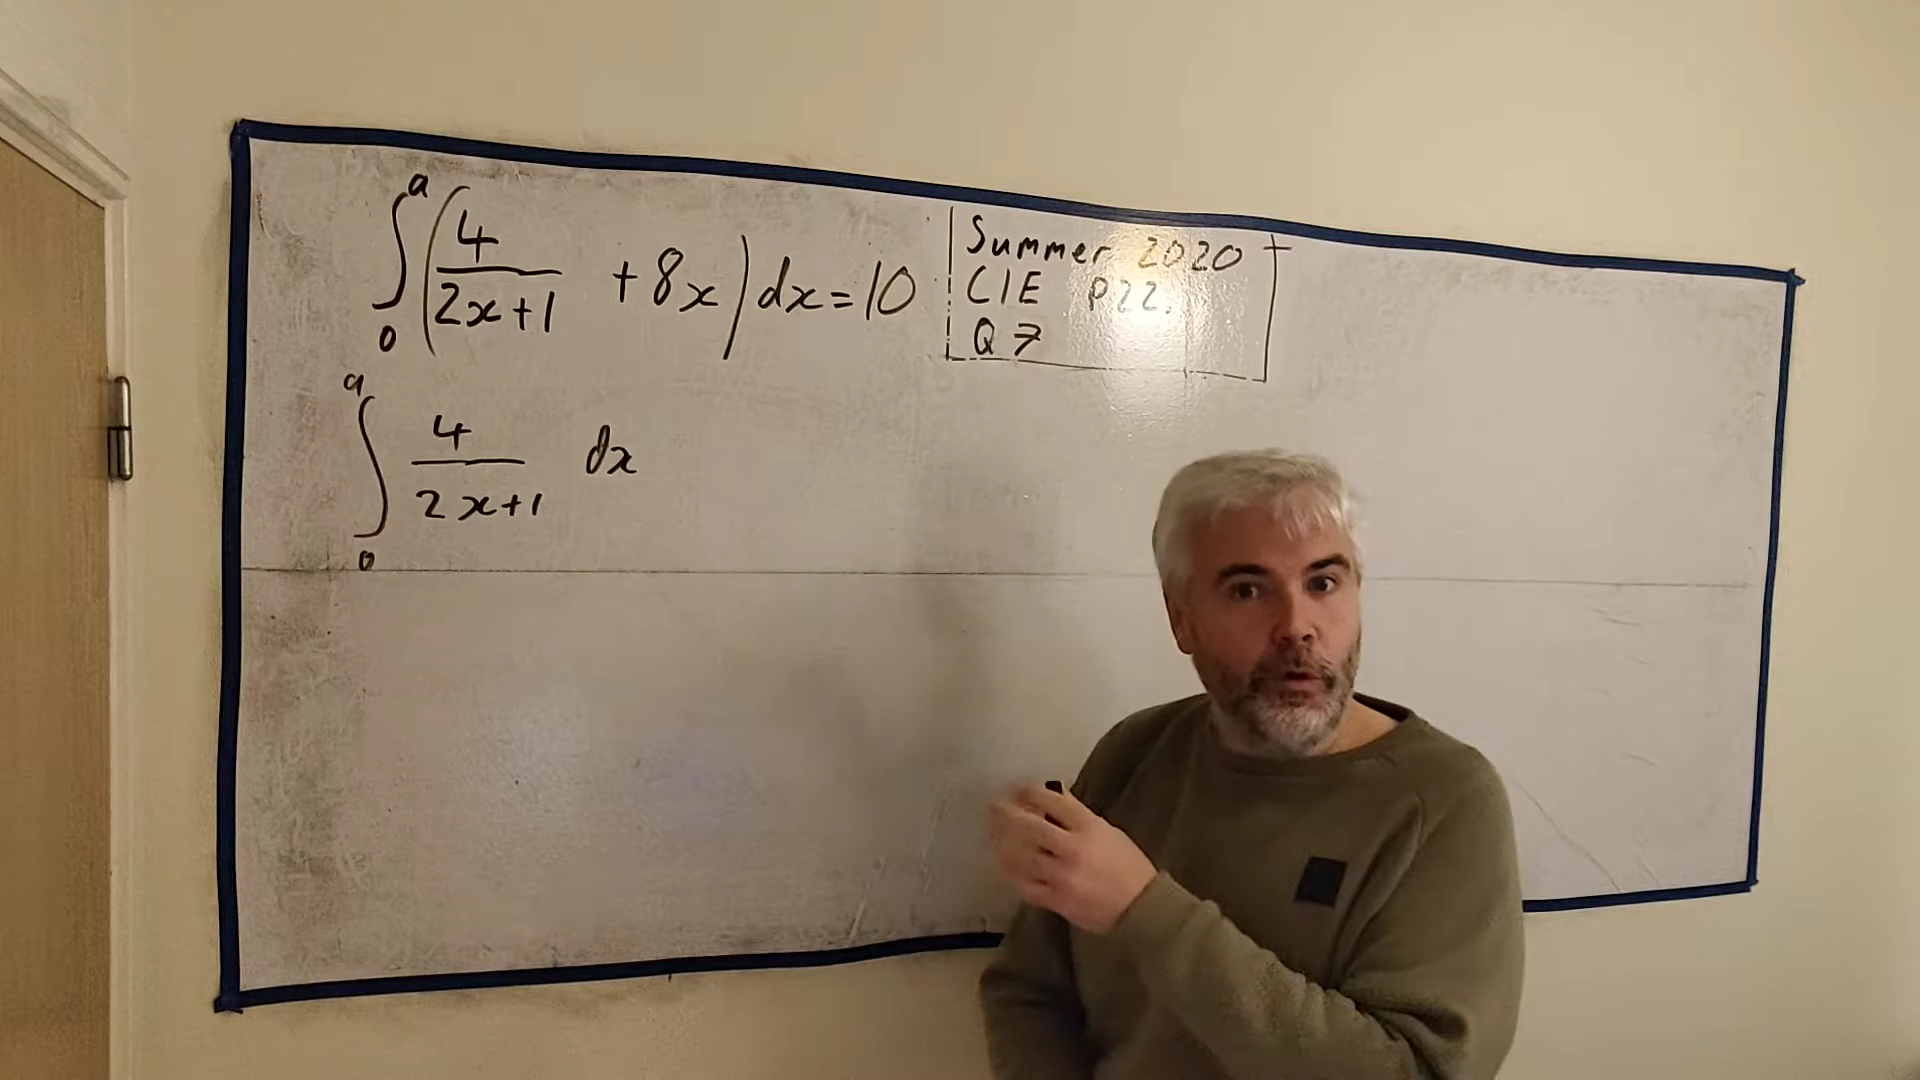 ∫₀ᵃ (4/(2x+1) + 8x) dx = 10
Summer 2020
CIE P22.
Q7
∫₀ᵃ 4/(2x+1) dx